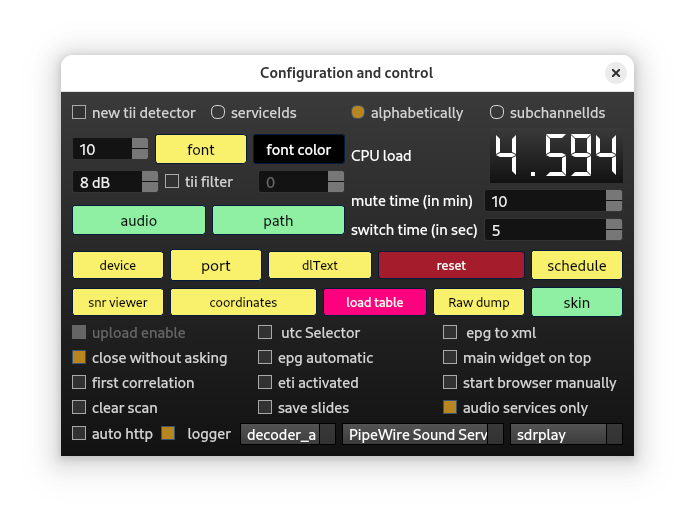 Configuration and control
new tii detector serviceIds alphabetically subchannelIds
10 font font color CPU load 4.594
8 dB tii filter 0
mute time (in min) 10
audio path switch time (in sec) 5
device port dlText reset schedule
snr viewer coordinates load table Raw dump skin
upload enable utc Selector epg to xml
close without asking epg automatic main widget on top
first correlation eti activated start browser manually
clear scan save slides audio services only
auto http logger decoder_a PipeWire Sound Serv sdrplay